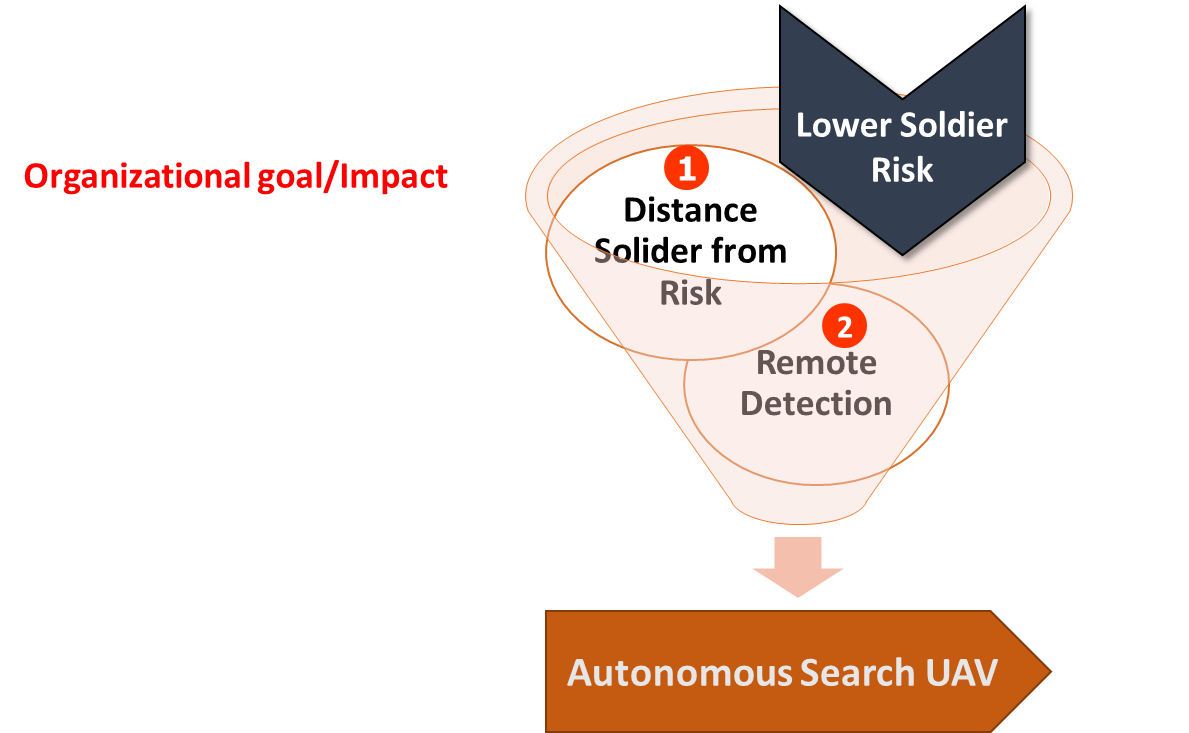 Lower Soldier
Risk
Organizational goal/Impact
1
Distance
Solider from
Risk
2
Remote
Detection
Autonomous Search UAV